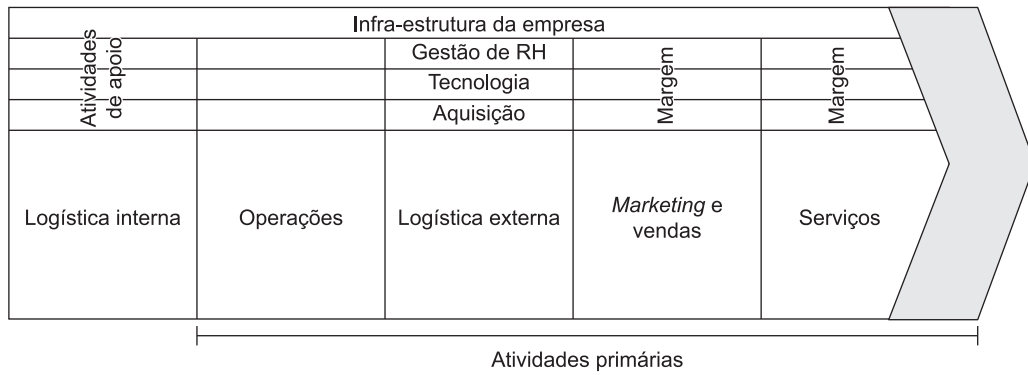 Infra-estrutura da empresa
Atividades
de apoio
Gestão de RH
Tecnologia
Aquisição
Margem
Margem
Logística interna
Operações
Logística externa
Marketing e
vendas
Serviços
Atividades primárias